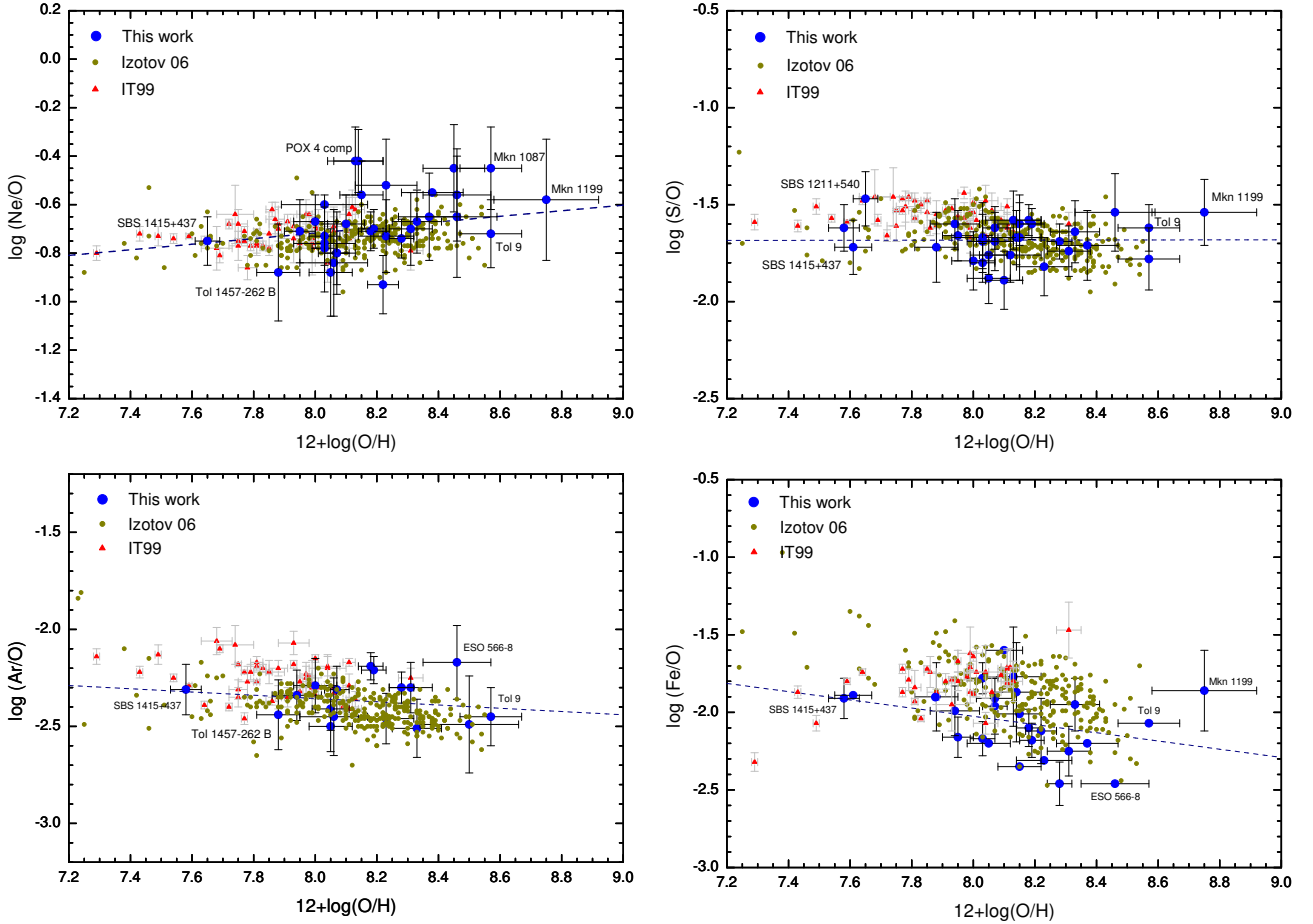 0.2
0.0
-0.2
-0.4
-0.6
-0.8
-1.0
-1.2
-1.4
log (Ne/O)
This work
Izotov 06
IT99
POX 4 comp
Mkn 1087
Mkn 1199
SBS 1415+437
Tol 9
Tol 1457-262 B
7.2 7.4 7.6 7.8 8.0 8.2 8.4 8.6 8.8 9.0
12+log(O/H)
-0.5
-1.0
-1.5
-2.0
-2.5
log (S/O)
This work
Izotov 06
IT99
SBS 1211+540
Mkn 1199
Tol 9
SBS 1415+437
7.2 7.4 7.6 7.8 8.0 8.2 8.4 8.6 8.8 9.0
12+log(O/H)
-1.5
-2.0
-2.5
-3.0
log (Ar/O)
This work
Izotov 06
IT99
ESO 566-8
SBS 1415+437
Tol 9
Tol 1457-262 B
7.2 7.4 7.6 7.8 8.0 8.2 8.4 8.6 8.8 9.0
12+log(O/H)
-0.5
-1.0
-1.5
-2.0
-2.5
-3.0
log (Fe/O)
This work
Izotov 06
IT99
Mkn 1199
SBS 1415+437
Tol 9
ESO 566-8
7.2 7.4 7.6 7.8 8.0 8.2 8.4 8.6 8.8 9.0
12+log(O/H)